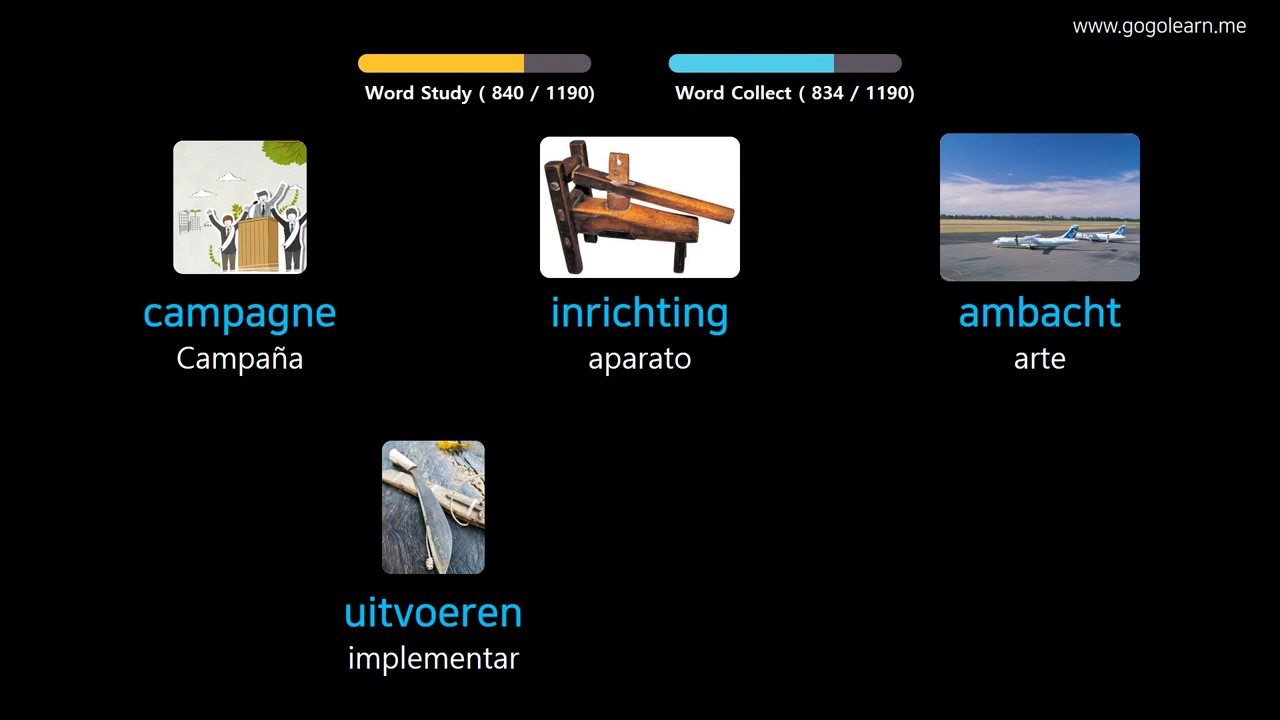 www.gogolearn.me
Word Study ( 840 / 1190)
Word Collect ( 834 / 1190)
campagne
Campaña
inrichting
aparato
ambacht
arte
uitvoeren
implementar